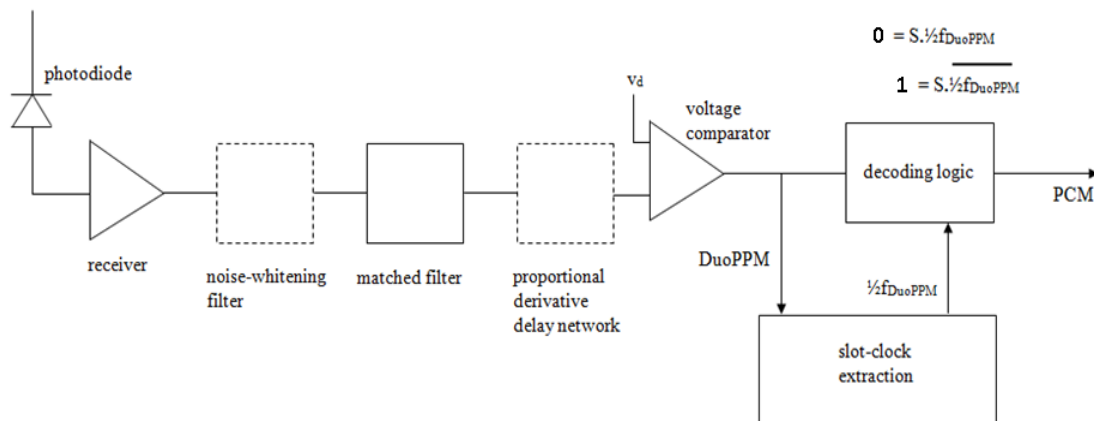 0 = S.½fDuoPPM
1 = S.½fDuoPPM
photodiode
vd
voltage
comparator
decoding logic
PCM
receiver
noise-whitening
filter
matched filter
proportional
derivative
delay network
DuoPPM
½fDuoPPM
slot-clock
extraction